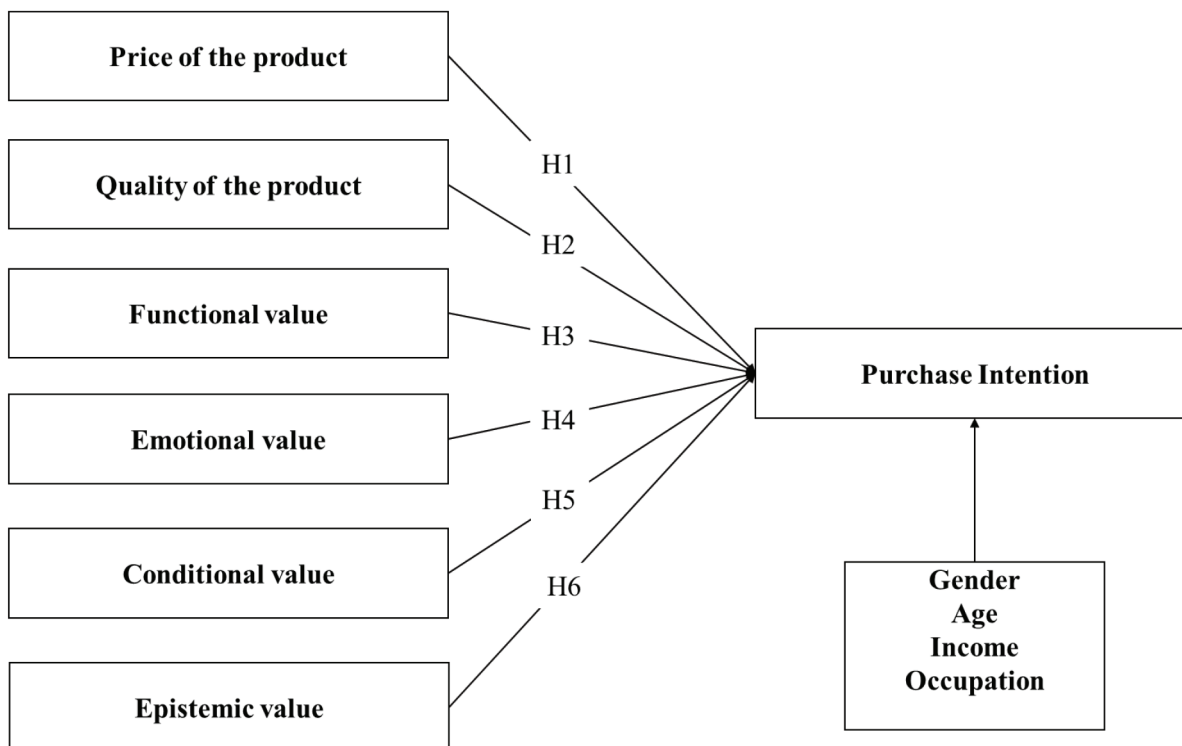 Price of the product
H1
Quality of the product
H2
Functional value
H3
Purchase Intention
Emotional value
H4
Conditional value
H5
H6
Gender
Age
Income
Occupation
Epistemic value